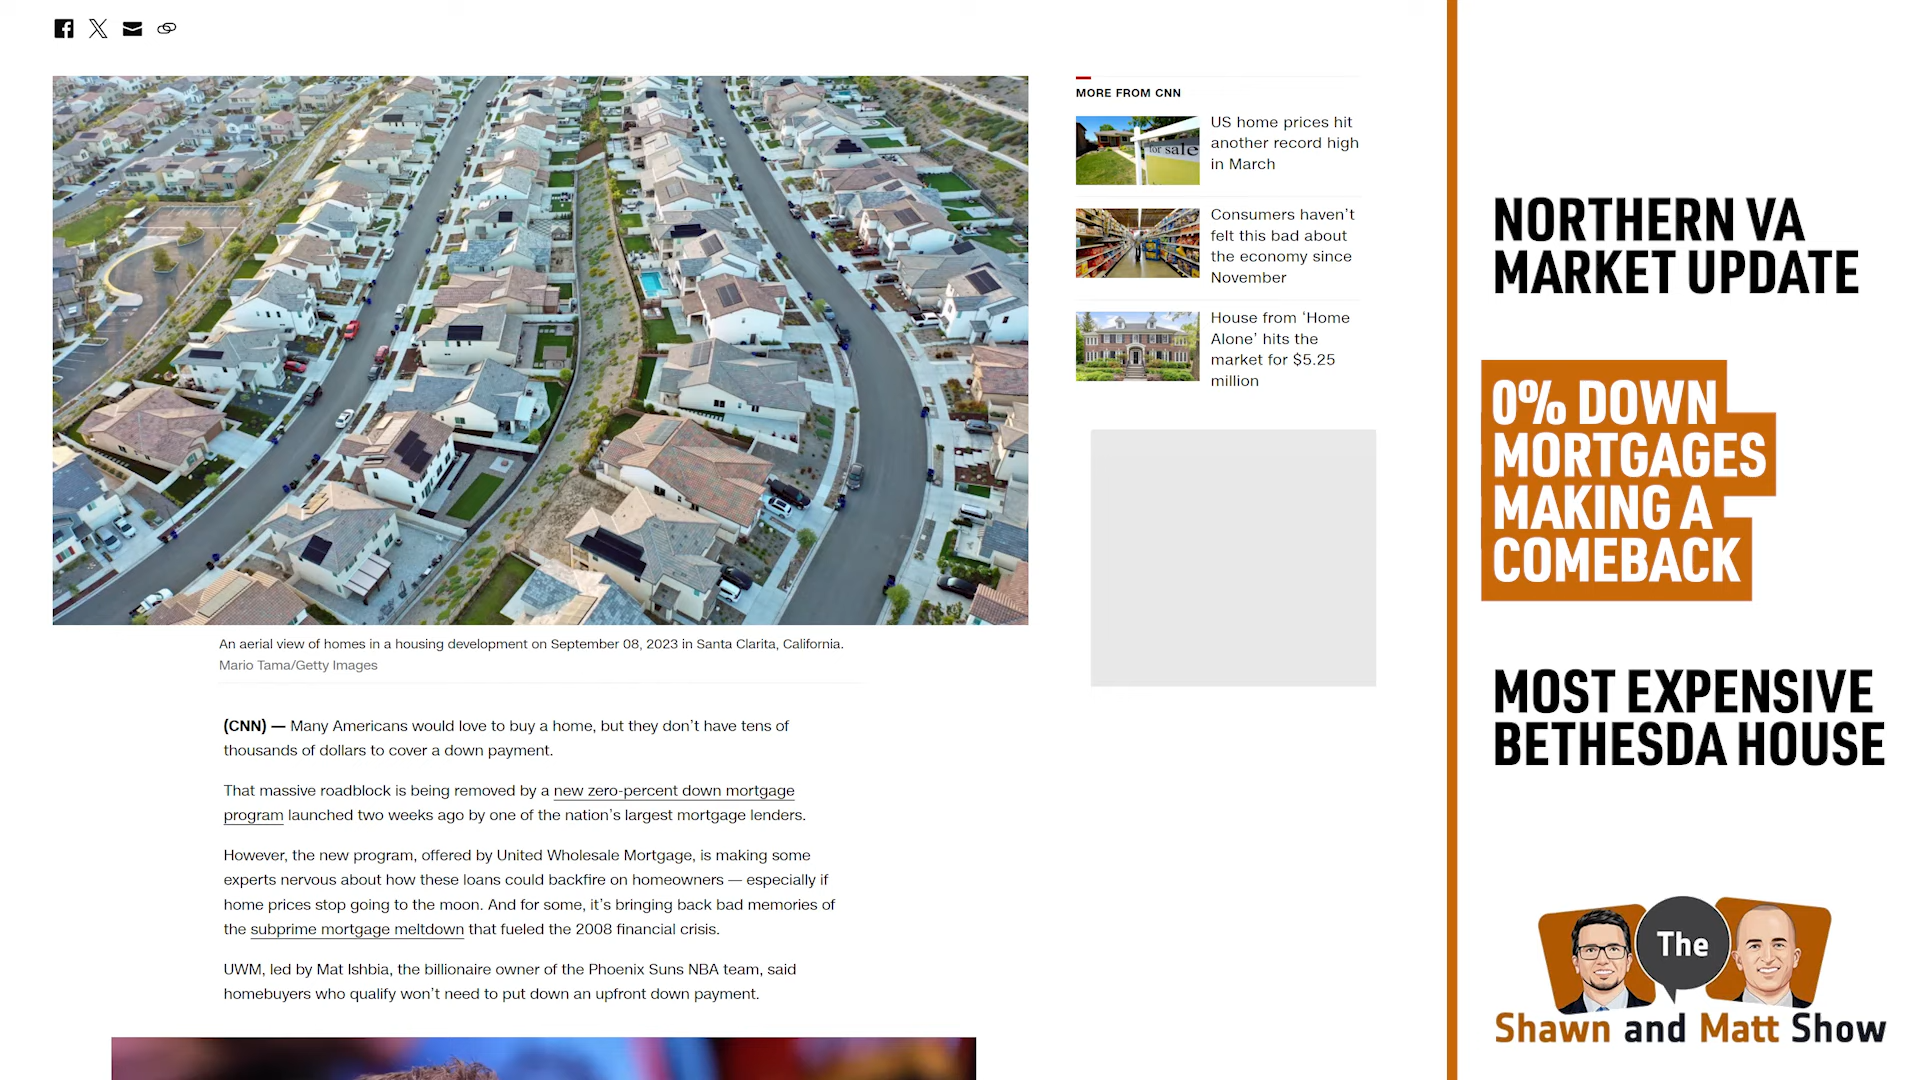 MORE FROM CNN
for sale
US home prices hit
another record high
in March
Consumers haven’t
felt this bad about
the economy since
November
House from ‘Home
Alone’ hits the
market for $5.25
million
An aerial view of homes in a housing development on September 08, 2023 in Santa Clarita, California.
Mario Tama/Getty Images
(CNN) — Many Americans would love to buy a home, but they don’t have tens of
thousands of dollars to cover a down payment.
That massive roadblock is being removed by a new zero-percent down mortgage
program launched two weeks ago by one of the nation’s largest mortgage lenders.
However, the new program, offered by United Wholesale Mortgage, is making some
experts nervous about how these loans could backfire on homeowners — especially if
home prices stop going to the moon. And for some, it’s bringing back bad memories of
the subprime mortgage meltdown that fueled the 2008 financial crisis.
UWM, led by Mat Ishbia, the billionaire owner of the Phoenix Suns NBA team, said
homebuyers who qualify won’t need to put down an upfront down payment.
NORTHERN VA
MARKET UPDATE
0% DOWN
MORTGAGES
MAKING A
COMEBACK
MOST EXPENSIVE
BETHESDA HOUSE
The
Shawn and Matt Show